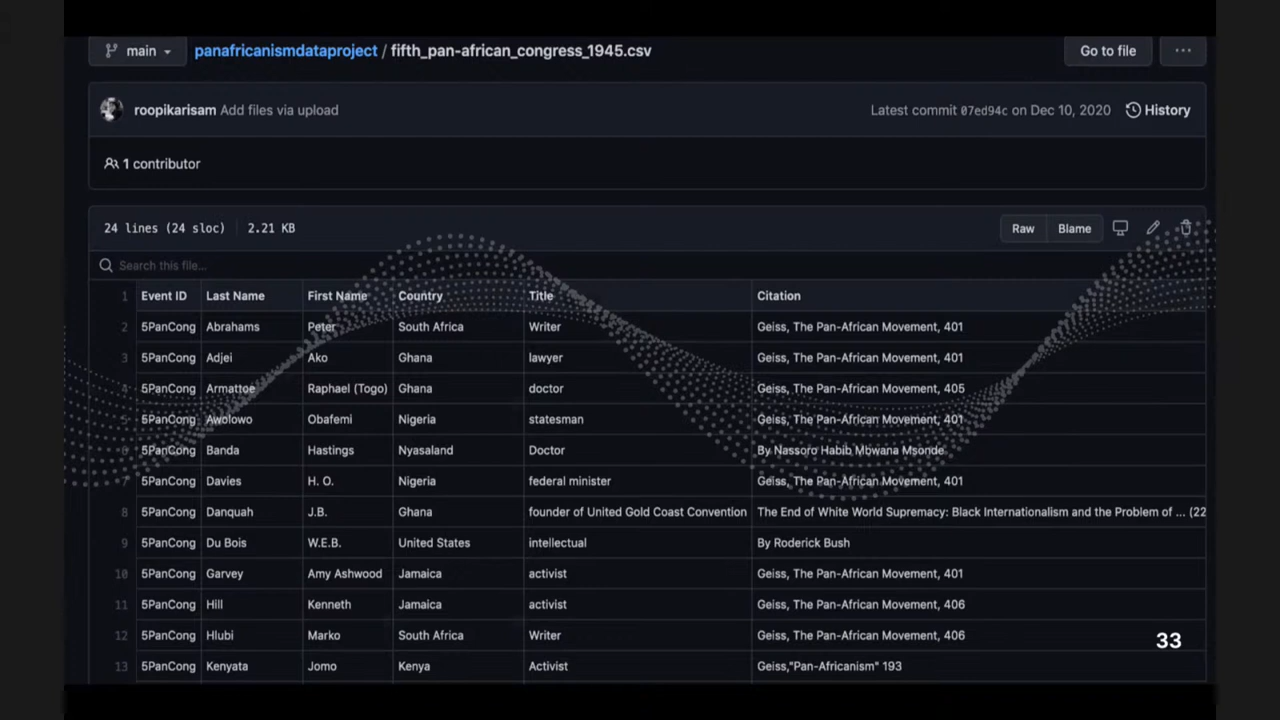 main panafricanismdataproject / fifth_pan-african_congress_1945.csv Go to file ...
roopikarisam Add files via upload Latest commit 07ed94c on Dec 10, 2020 History
1 contributor
24 lines (24 sloc) 2.21 KB Raw Blame
Search this file...
1 Event ID Last Name First Name Country Title Citation
2 5PanCong Abrahams Peter South Africa Writer Geiss, The Pan-African Movement, 401
3 5PanCong Adjei Ako Ghana lawyer Geiss, The Pan-African Movement, 401
4 5PanCong Armattoe Raphael (Togo) Ghana doctor Geiss, The Pan-African Movement, 405
5 5PanCong Awolowo Obafemi Nigeria statesman Geiss, The Pan-African Movement, 401
6 5PanCong Banda Hastings Nyasaland Doctor By Nassoro Habib Mbwana Msonde
7 5PanCong Davies H. O. Nigeria federal minister Geiss, The Pan-African Movement, 401
8 5PanCong Danquah J.B. Ghana founder of United Gold Coast Convention The End of White World Supremacy: Black Internationalism and the Problem of ... (22
9 5PanCong Du Bois W.E.B. United States intellectual By Roderick Bush
10 5PanCong Garvey Amy Ashwood Jamaica activist Geiss, The Pan-African Movement, 401
11 5PanCong Hill Kenneth Jamaica activist Geiss, The Pan-African Movement, 406
12 5PanCong Hlubi Marko South Africa Writer Geiss, The Pan-African Movement, 406
33
13 5PanCong Kenyata Jomo Kenya Activist Geiss,"Pan-Africanism" 193